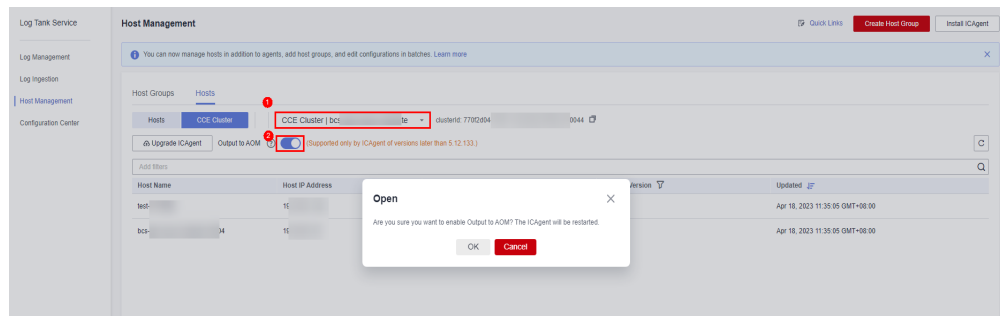 Log Tank Service
Host Management
Quick Links
Create Host Group
Install ICAgent
Log Management
You can now manage hosts in addition to agents, add host groups, and edit configurations in batches. Learn more
Log Ingestion
Host Management
Configuration Center
Host Groups
Hosts
1
Hosts
CCE Cluster
CCE Cluster | bcs
te
clusterId: 770f2d04
0044
2
Upgrade ICAgent
Output to AOM
(Supported only by ICAgent of versions later than 5.12.133.)
Add filters
Host Name
Host IP Address
Version
Updated
test-
19
Apr 18, 2023 11:35:05 GMT+08:00
bcs-
04
19
Apr 18, 2023 11:35:05 GMT+08:00
Open
Are you sure you want to enable Output to AOM? The ICAgent will be restarted.
OK
Cancel